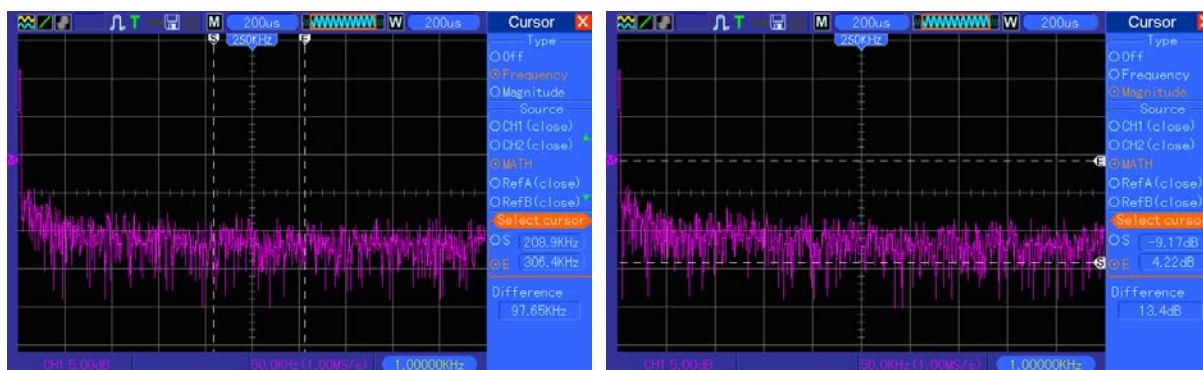 M 200us W 200us Cursor
S E
250KHz
Type
Off
Frequency
Magnitude
Source
CH1(close)
CH2(close)
MATH
RefA(close)
RefB(close)
Select cursor
S 208.9KHz
E 306.4KHz
Difference
97.65KHz
CH1 5.00dB 50.0KHz(1.00MS/s) 1.00000KHz
M 200us W 200us Cursor
250KHz
Type
Off
Frequency
Magnitude
Source
CH1(close)
CH2(close)
MATH
RefA(close)
RefB(close)
Select cursor
S -9.17dB
E 4.22dB
Difference
13.4dB
E
S
CH1 5.00dB 50.0KHz(1.00MS/s) 1.00000KHz